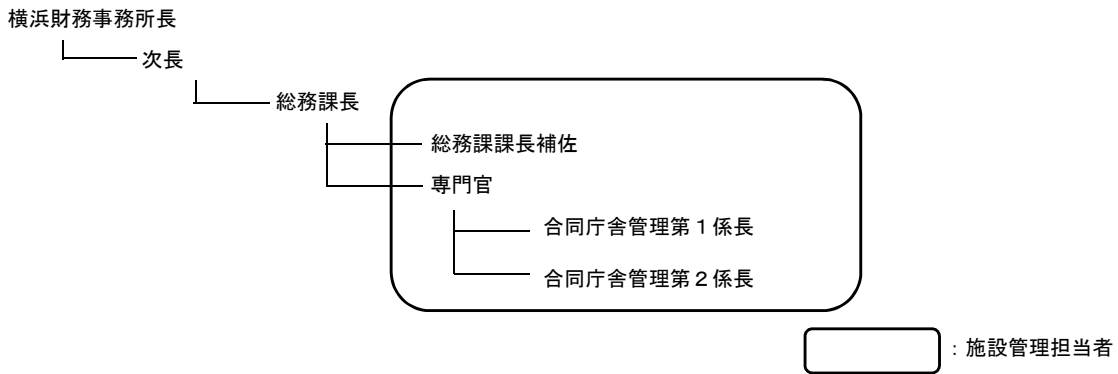 横浜財務事務所長
次長
総務課長
総務課課長補佐
専門官
合同庁舎管理第１係長
合同庁舎管理第２係長
：施設管理担当者